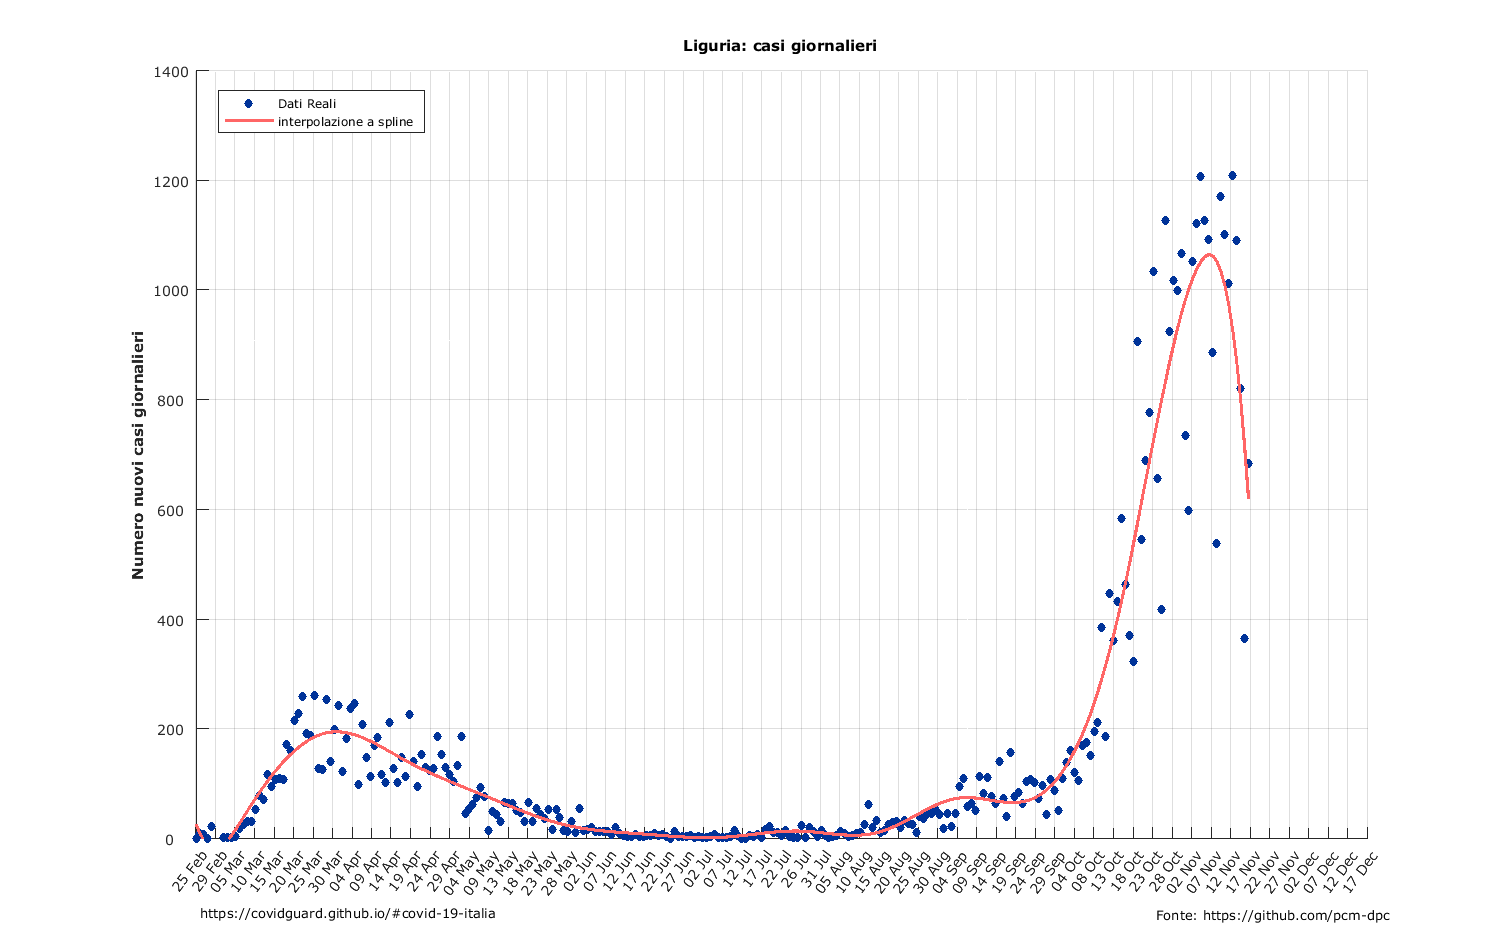 Liguria: casi giornalieri
Dati Reali
interpolazione a spline
Numero nuovi casi giornalieri
1400
1200
1000
800
600
400
200
0
25 Feb
29 Feb
05 Mar
10 Mar
15 Mar
20 Mar
25 Mar
30 Mar
04 Apr
09 Apr
14 Apr
19 Apr
24 Apr
29 Apr
04 May
09 May
13 May
18 May
23 May
28 May
02 Jun
07 Jun
12 Jun
17 Jun
22 Jun
27 Jun
02 Jul
07 Jul
12 Jul
17 Jul
22 Jul
26 Jul
31 Jul
05 Aug
10 Aug
15 Aug
20 Aug
25 Aug
30 Aug
04 Sep
09 Sep
14 Sep
19 Sep
24 Sep
29 Sep
04 Oct
08 Oct
13 Oct
18 Oct
23 Oct
28 Oct
02 Nov
07 Nov
12 Nov
17 Nov
22 Nov
27 Nov
02 Dec
07 Dec
12 Dec
17 Dec
https://covidguard.github.io/#covid-19-italia
Fonte: https://github.com/pcm-dpc